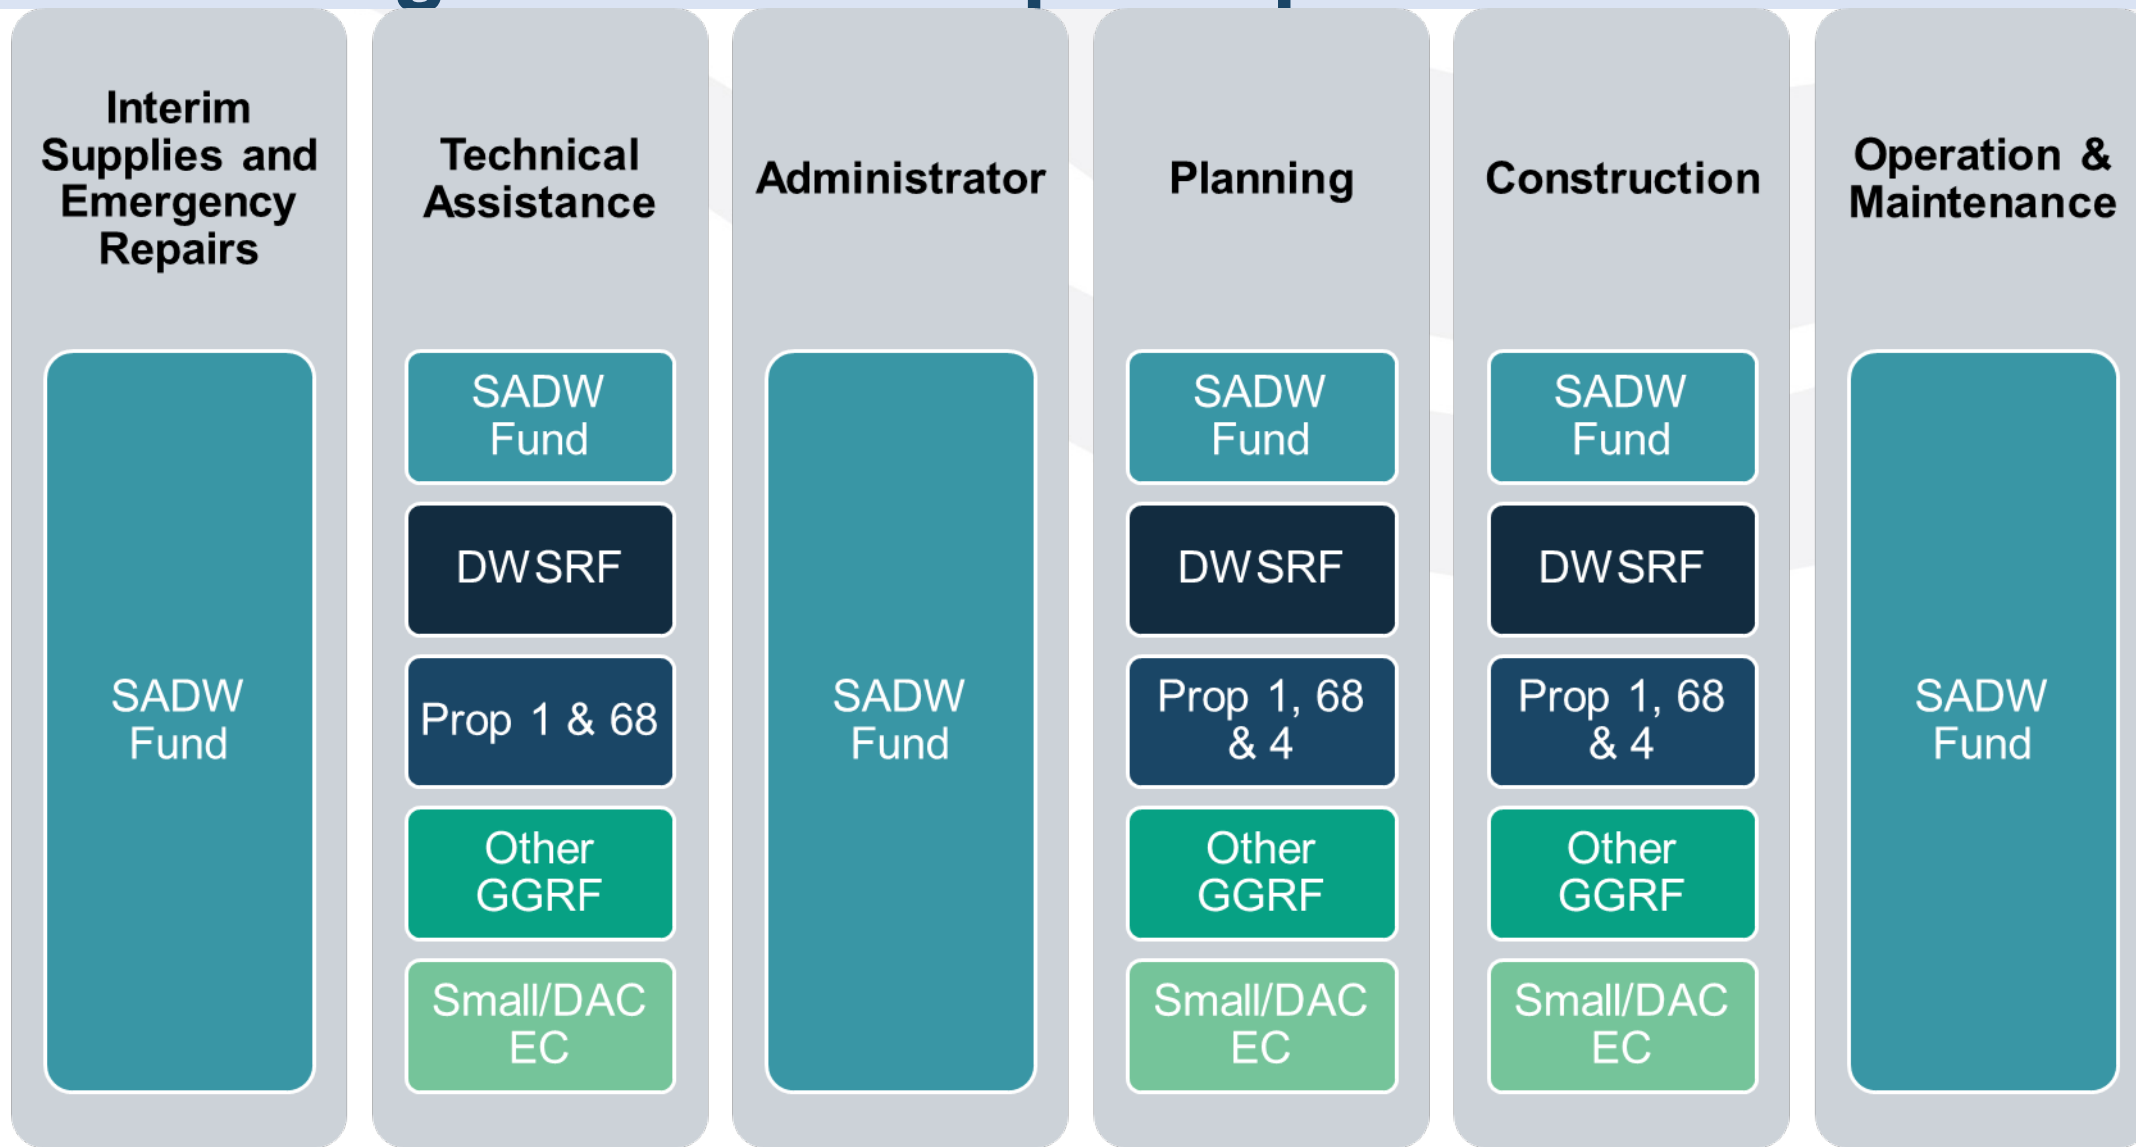 Interim
Supplies and
Emergency
Repairs
SADW
Fund
Technical
Assistance
SADW
Fund
DWSRF
Prop 1 & 68
Other
GGRF
Small/DAC
EC
Administrator
SADW
Fund
Planning
SADW
Fund
DWSRF
Prop 1, 68
& 4
Other
GGRF
Small/DAC
EC
Construction
SADW
Fund
DWSRF
Prop 1, 68
& 4
Other
GGRF
Small/DAC
EC
Operation &
Maintenance
SADW
Fund